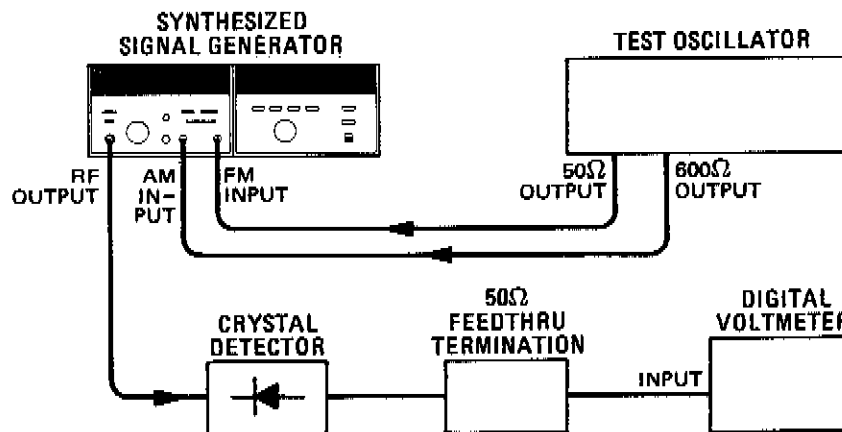 SYNTHESIZED
SIGNAL GENERATOR
TEST OSCILLATOR
RF
OUTPUT
AM
IN-
PUT
FM
INPUT
50Ω
OUTPUT
600Ω
OUTPUT
CRYSTAL
DETECTOR
50Ω
FEEDTHRU
TERMINATION
DIGITAL
VOLTMETER
INPUT